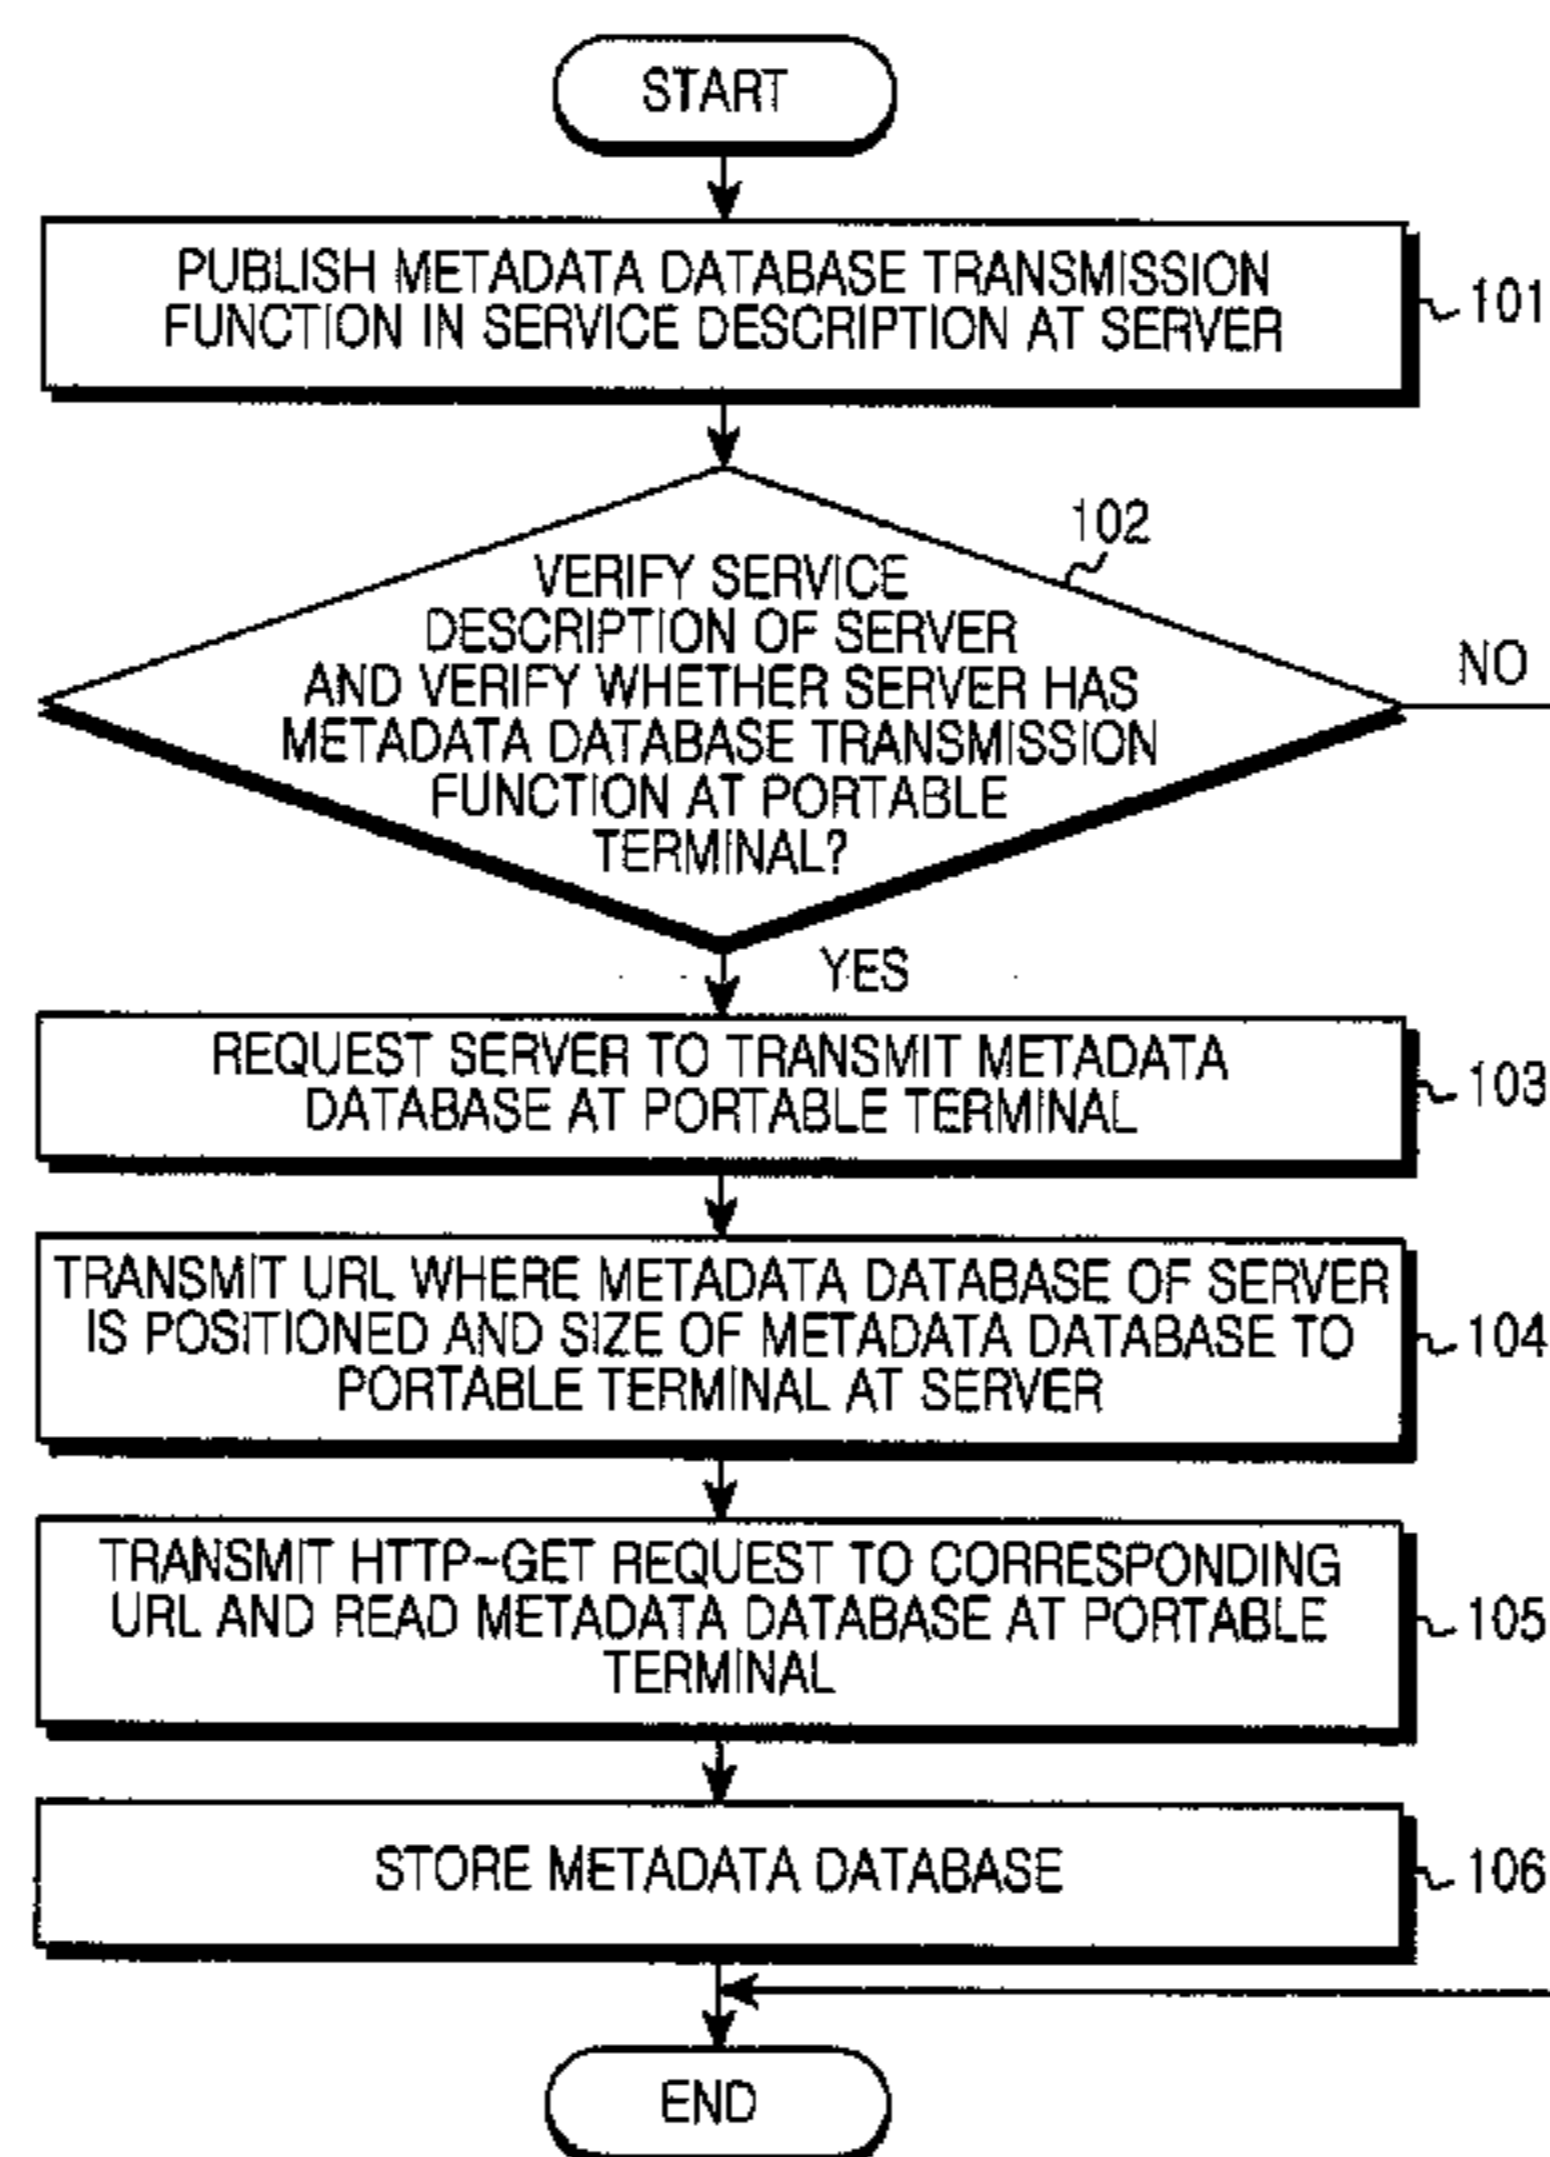 START
PUBLISH METADATA DATABASE TRANSMISSION
FUNCTION IN SERVICE DESCRIPTION AT SERVER
101
102
VERIFY SERVICE
DESCRIPTION OF SERVER
AND VERIFY WHETHER SERVER HAS
METADATA DATABASE TRANSMISSION
FUNCTION AT PORTABLE
TERMINAL?
NO
YES
REQUEST SERVER TO TRANSMIT METADATA
DATABASE AT PORTABLE TERMINAL
103
TRANSMIT URL WHERE METADATA DATABASE OF SERVER
IS POSITIONED AND SIZE OF METADATA DATABASE TO
PORTABLE TERMINAL AT SERVER
104
TRANSMIT HTTP~GET REQUEST TO CORRESPONDING
URL AND READ METADATA DATABASE AT PORTABLE
TERMINAL
105
STORE METADATA DATABASE
106
END